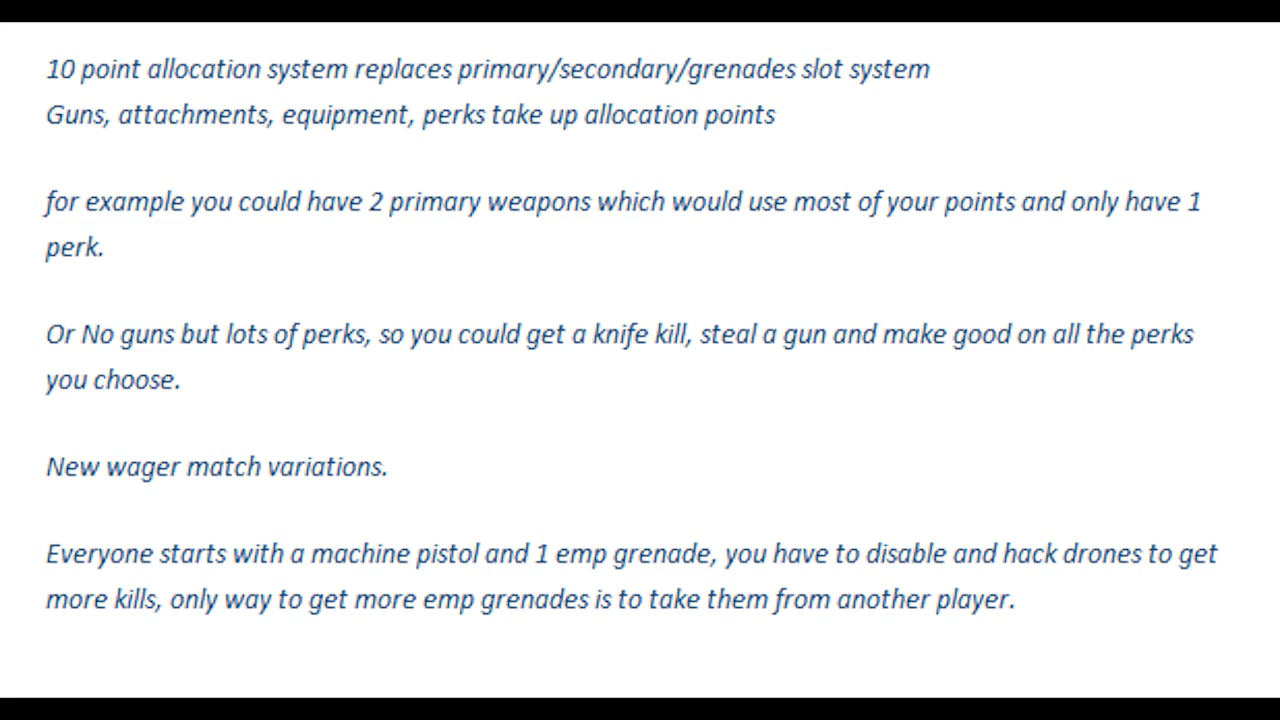 10 point allocation system replaces primary/secondary/grenades slot system
Guns, attachments, equipment, perks take up allocation points
for example you could have 2 primary weapons which would use most of your points and only have 1
perk.
Or No guns but lots of perks, so you could get a knife kill, steal a gun and make good on all the perks
you choose.
New wager match variations.
Everyone starts with a machine pistol and 1 emp grenade, you have to disable and hack drones to get
more kills, only way to get more emp grenades is to take them from another player.